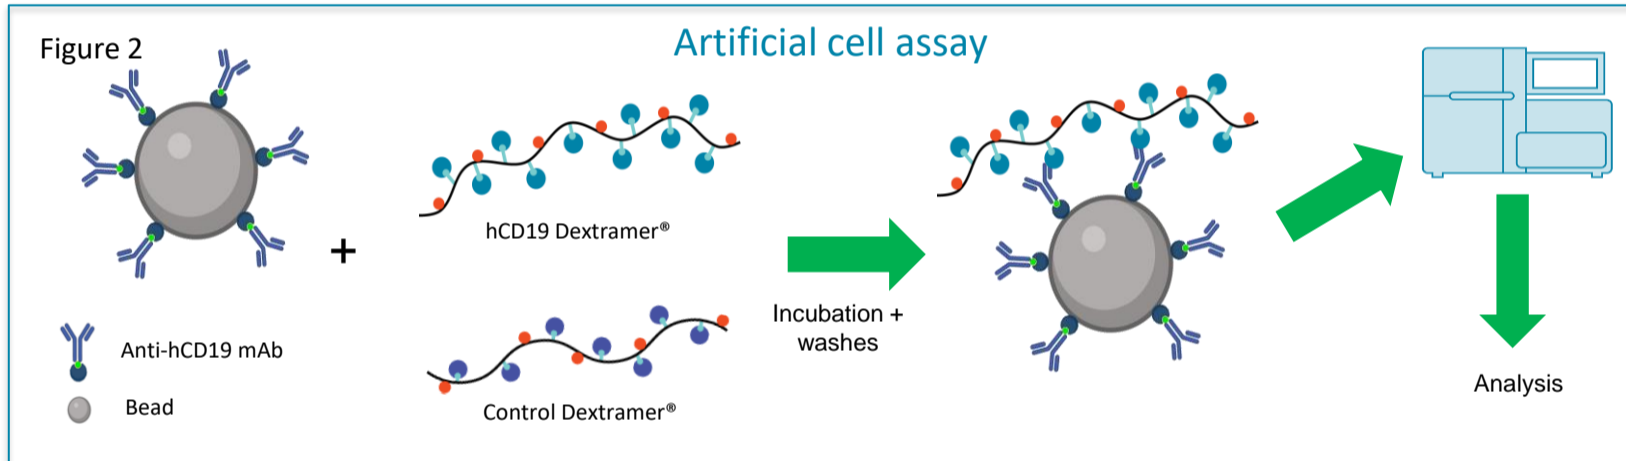 Figure 2
Artificial cell assay
hCD19 Dextramer®
Anti-hCD19 mAb
Bead
Control Dextramer®
Incubation +
washes
Analysis